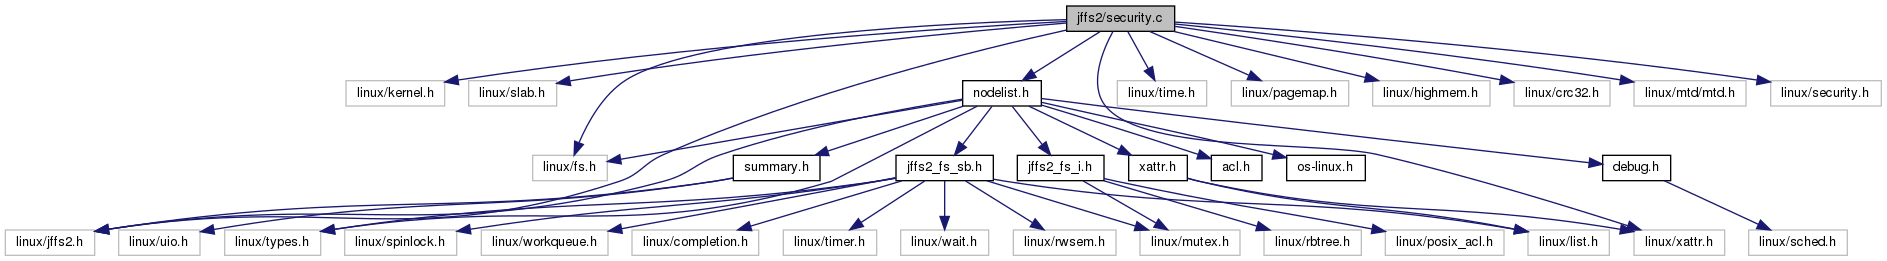 jffs2/security.c
linux/kernel.h
linux/slab.h
nodelist.h
linux/time.h
linux/pagemap.h
linux/highmem.h
linux/crc32.h
linux/mtd/mtd.h
linux/security.h
linux/fs.h
summary.h
jffs2_fs_sb.h
jffs2_fs_i.h
xattr.h
acl.h
os-linux.h
debug.h
linux/jffs2.h
linux/uio.h
linux/types.h
linux/spinlock.h
linux/workqueue.h
linux/completion.h
linux/timer.h
linux/wait.h
linux/rwsem.h
linux/mutex.h
linux/rbtree.h
linux/posix_acl.h
linux/list.h
linux/xattr.h
linux/sched.h